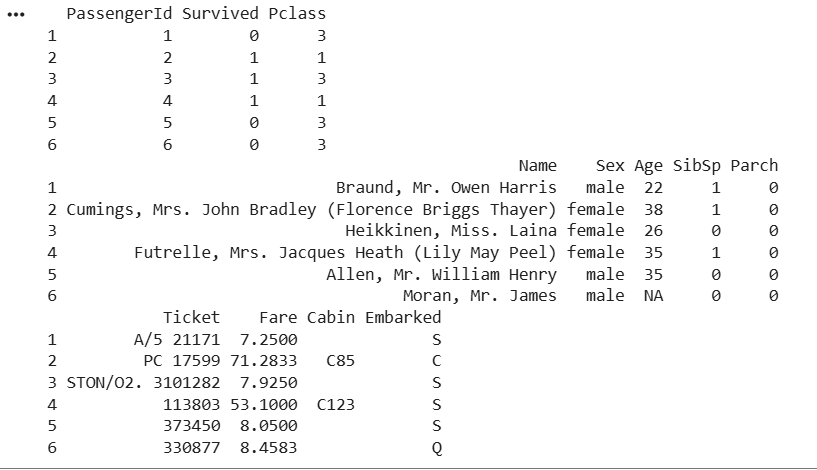 ••• PassengerId Survived Pclass
1 1 0 3
2 2 1 1
3 3 1 3
4 4 1 1
5 5 0 3
6 6 0 3
Name Sex Age SibSp Parch
1 Braund, Mr. Owen Harris male 22 1 0
2 Cumings, Mrs. John Bradley (Florence Briggs Thayer) female 38 1 0
3 Heikkinen, Miss. Laina female 26 0 0
4 Futrelle, Mrs. Jacques Heath (Lily May Peel) female 35 1 0
5 Allen, Mr. William Henry male 35 0 0
6 Moran, Mr. James male NA 0 0
Ticket Fare Cabin Embarked
1 A/5 21171 7.2500 S
2 PC 17599 71.2833 C85 C
3 STON/O2. 3101282 7.9250 S
4 113803 53.1000 C123 S
5 373450 8.0500 S
6 330877 8.4583 Q